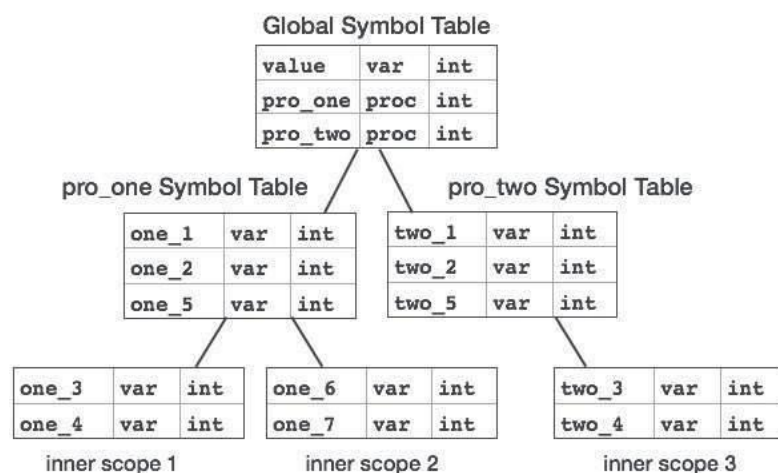 Global Symbol Table
value var int
pro_one proc int
pro_two proc int
pro_one Symbol Table
one_1 var int
one_2 var int
one_5 var int
pro_two Symbol Table
two_1 var int
two_2 var int
two_5 var int
one_3 var int
one_4 var int
inner scope 1
one_6 var int
one_7 var int
inner scope 2
two_3 var int
two_4 var int
inner scope 3